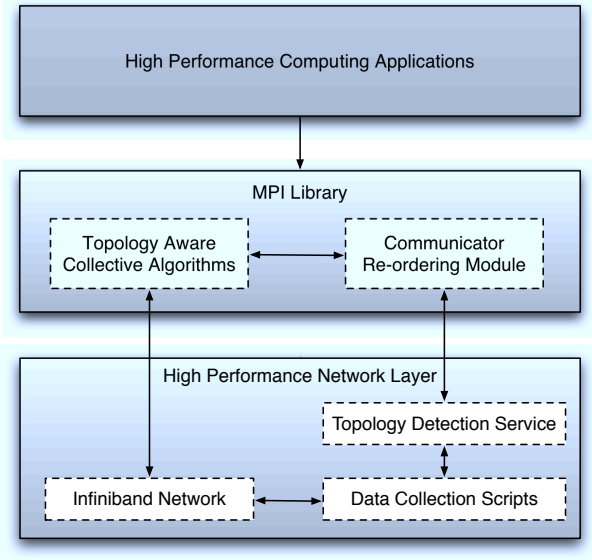 High Performance Computing Applications
MPI Library
Topology Aware
Collective Algorithms
Communicator
Re-ordering Module
High Performance Network Layer
Topology Detection Service
Infiniband Network
Data Collection Scripts